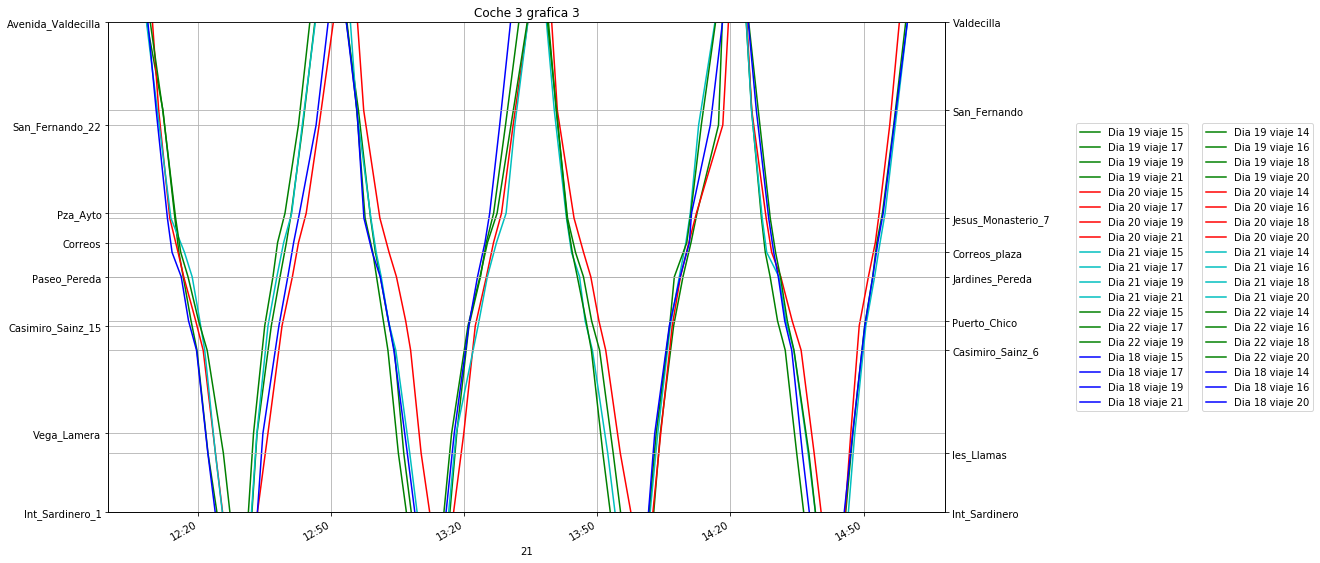 Coche 3 grafica 3
Avenida_Valdecilla
San_Fernando_22
Pza_Ayto
Correos
Paseo_Pereda
Casimiro_Sainz_15
Vega_Lamera
Int_Sardinero_1
Valdecilla
San_Fernando
Jesus_Monasterio_7
Correos_plaza
Jardines_Pereda
Puerto_Chico
Casimiro_Sainz_6
Ies_Llamas
Int_Sardinero
12:20
12:50
13:20
13:50
14:20
14:50
21
Dia 19 viaje 15
Dia 19 viaje 17
Dia 19 viaje 19
Dia 19 viaje 21
Dia 20 viaje 15
Dia 20 viaje 17
Dia 20 viaje 19
Dia 20 viaje 21
Dia 21 viaje 15
Dia 21 viaje 17
Dia 21 viaje 19
Dia 21 viaje 21
Dia 22 viaje 15
Dia 22 viaje 17
Dia 22 viaje 19
Dia 18 viaje 15
Dia 18 viaje 17
Dia 18 viaje 19
Dia 18 viaje 21
Dia 19 viaje 14
Dia 19 viaje 16
Dia 19 viaje 18
Dia 19 viaje 20
Dia 20 viaje 14
Dia 20 viaje 16
Dia 20 viaje 18
Dia 20 viaje 20
Dia 21 viaje 14
Dia 21 viaje 16
Dia 21 viaje 18
Dia 21 viaje 20
Dia 22 viaje 14
Dia 22 viaje 16
Dia 22 viaje 18
Dia 22 viaje 20
Dia 18 viaje 14
Dia 18 viaje 16
Dia 18 viaje 20